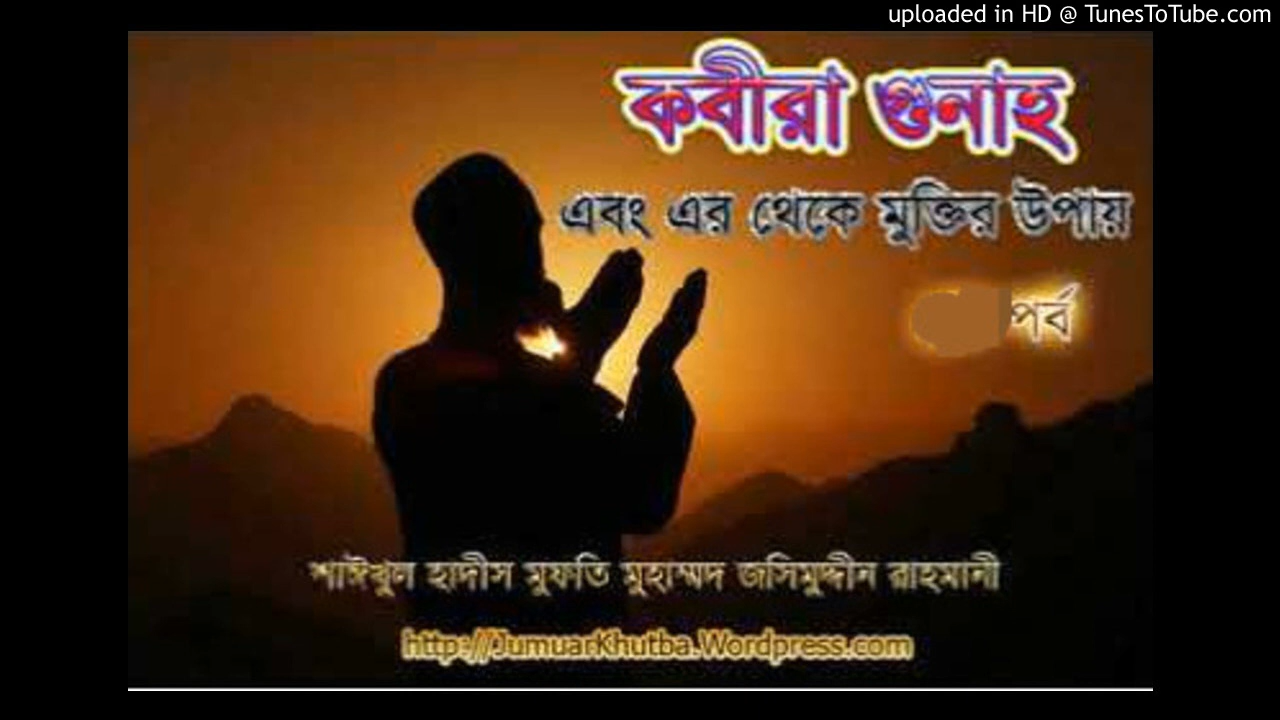 uploaded in HD @ TunesToTube.com
কবীরা গুনাহ
এবং এর থেকে মুক্তির উপায়
পর্ব
শাইখুল হাদীস মুফতি মুহাম্মদ জসিমুদ্দীন রাহমানী
http://JumuarKhutba.Wordpress.com